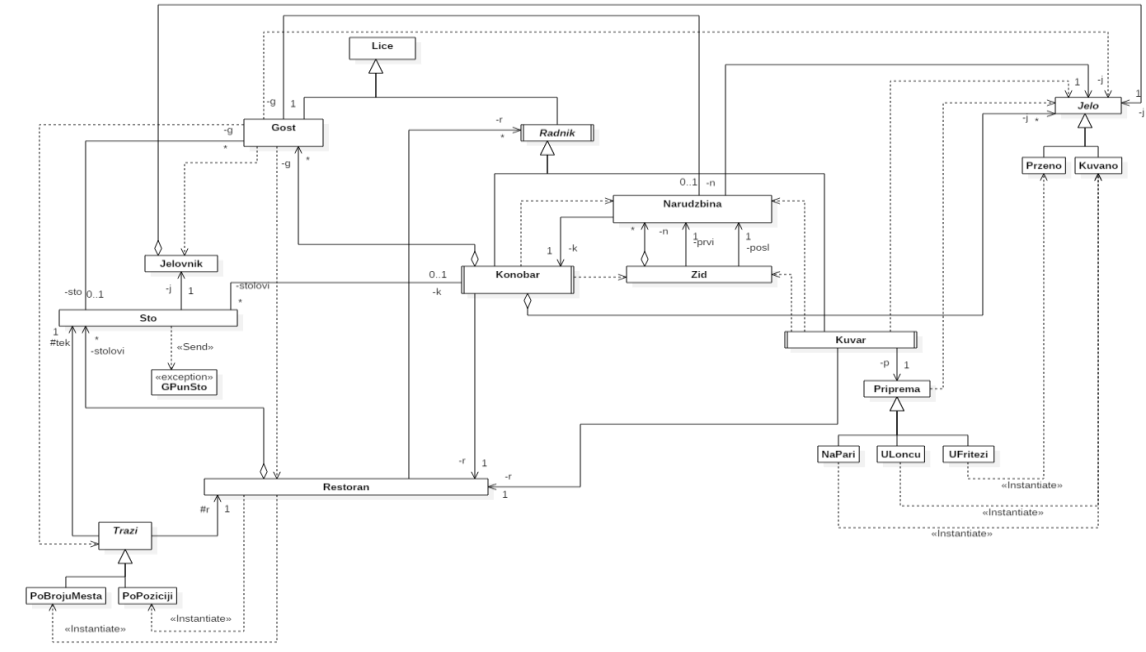 Lice
1
-j
1
-g
1
-j
Jelo
-r
-j
*
-g
Gost
*
Radnik
*
-g
*
Przeno
Kuvano
0..1
-n
Narudzbina
*
-n
1
-prvi
1
-posl
1
-k
Jelovnik
Konobar
Zid
0..1
-k
-stolovi
*
-j
1
-sto
0..1
Sto
1
#tek
*
-stolovi
«Send»
«exception»
GPunSto
Kuvar
-p
1
Priprema
NaPari
ULoncu
UFritezi
-r
1
-r
1
Restoran
«Instantiate»
«Instantiate»
«Instantiate»
#r
1
Trazi
PoBrojuMesta
PoPoziciji
«Instantiate»
«Instantiate»